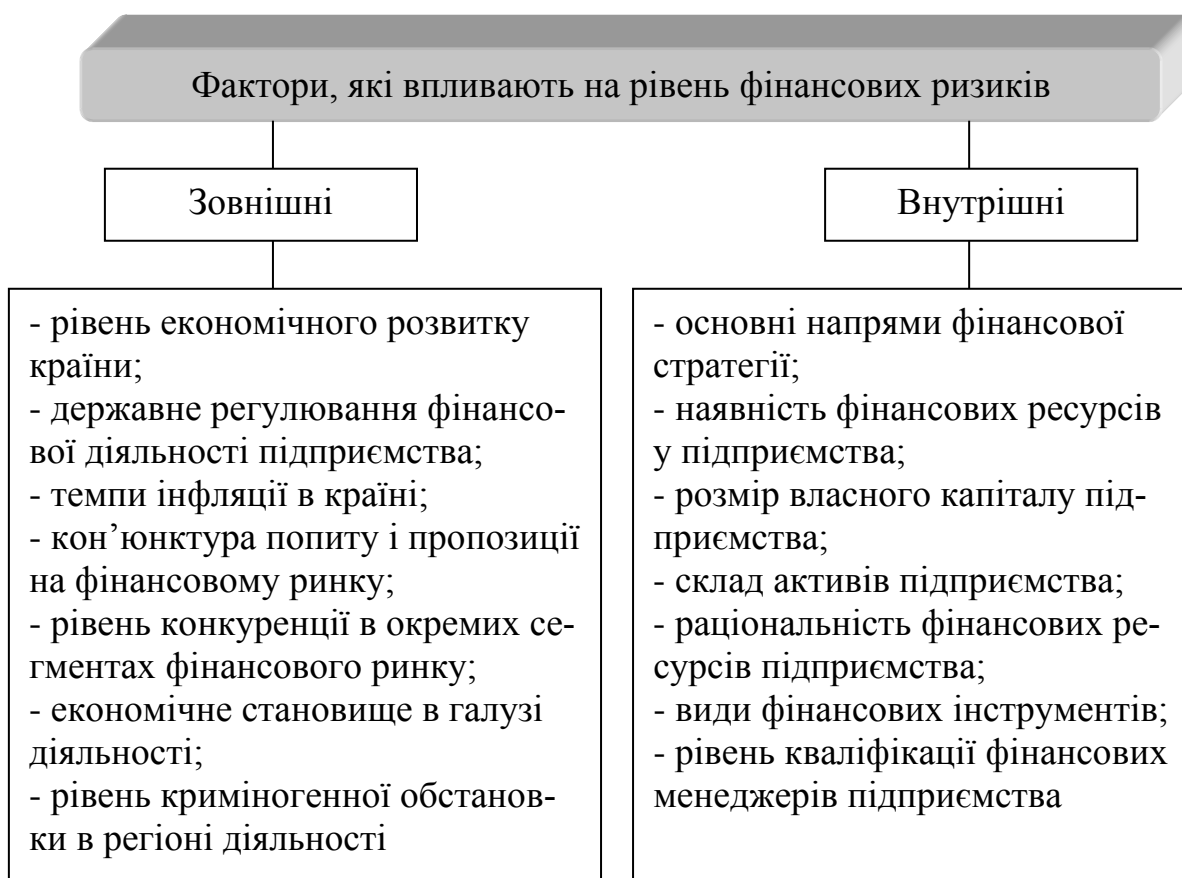 Фактори, які впливають на рівень фінансових ризиків
Зовнішні
- рівень економічного розвитку
країни;
- державне регулювання фінансо-
вої діяльності підприємства;
- темпи інфляції в країні;
- кон’юнктура попиту і пропозиції
на фінансовому ринку;
- рівень конкуренції в окремих се-
гментах фінансового ринку;
- економічне становище в галузі
діяльності;
- рівень криміногенної обстанов-
ки в регіоні діяльності
Внутрішні
- основні напрями фінансової
стратегії;
- наявність фінансових ресурсів
у підприємства;
- розмір власного капіталу під-
приємства;
- склад активів підприємства;
- раціональність фінансових ре-
сурсів підприємства;
- види фінансових інструментів;
- рівень кваліфікації фінансових
менеджерів підприємства